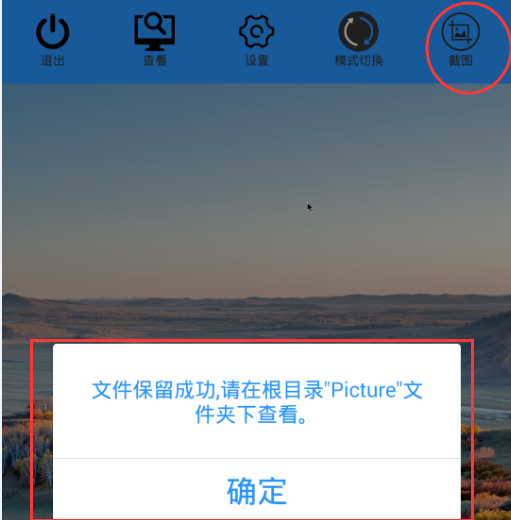 退出
查看
设置
模式切换
截图
文件保留成功,请在根目录"Picture"文
件夹下查看。
确定